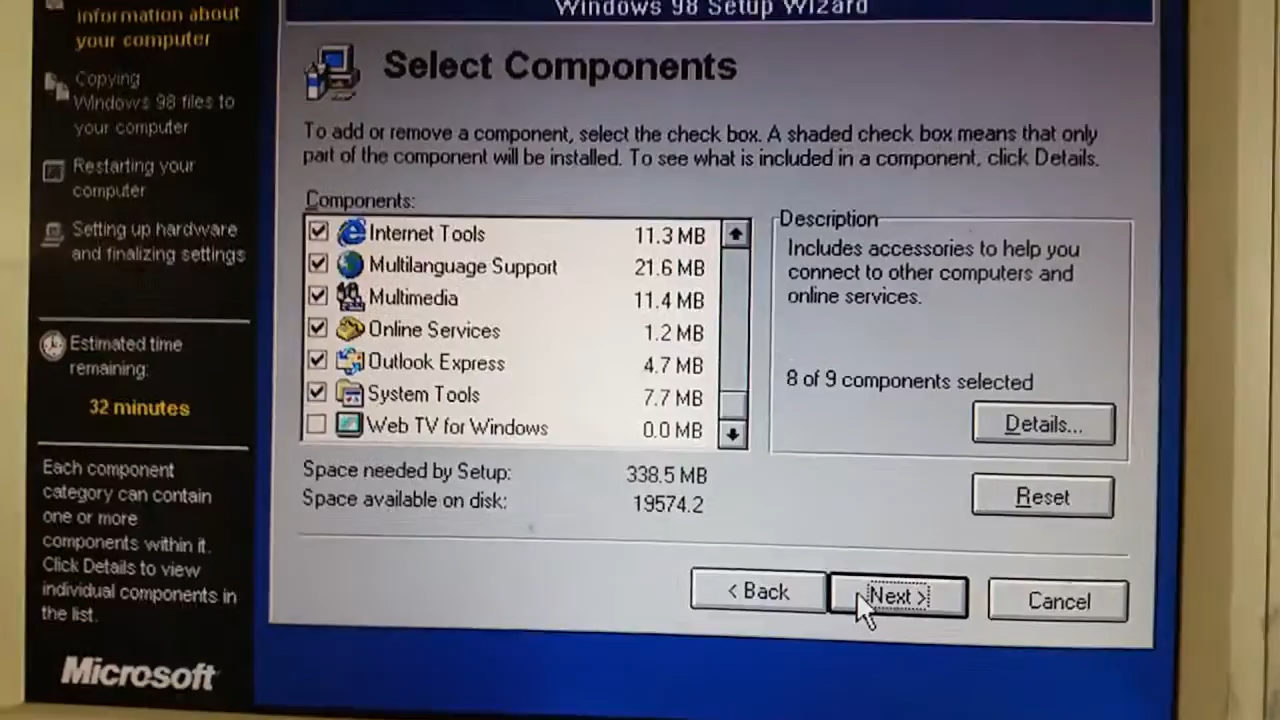 information about
your computer
Copying
Windows 98 files to
your computer
Restarting your
computer
Setting up hardware
and finalizing settings
Estimated time
remaining:
32 minutes
Each component
category can contain
one or more
components within it.
Click Details to view
individual components in
the list.
Microsoft
Windows 98 Setup Wizard
Select Components
To add or remove a component, select the check box. A shaded check box means that only
part of the component will be installed. To see what is included in a component, click Details.
Components:
Internet Tools 11.3 MB
Multilanguage Support 21.6 MB
Multimedia 11.4 MB
Online Services 1.2 MB
Outlook Express 4.7 MB
System Tools 7.7 MB
Web TV for Windows 0.0 MB
Space needed by Setup: 338.5 MB
Space available on disk: 19574.2
Description
Includes accessories to help you
connect to other computers and
online services.
8 of 9 components selected
Details...
Reset
< Back
Next >
Cancel